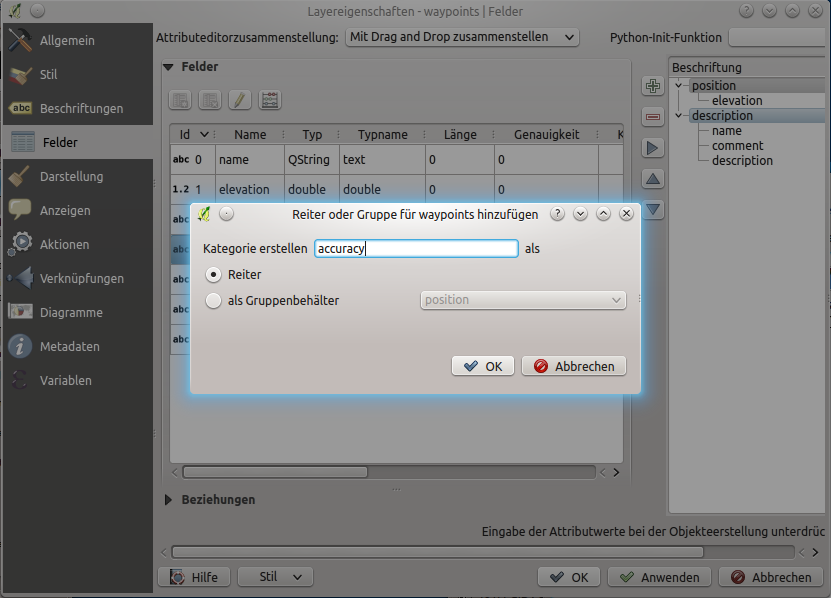 Layereigenschaften - waypoints | Felder
Allgemein
Stil
abc Beschriftungen
Felder
Darstellung
Anzeigen
Aktionen
Verknüpfungen
Diagramme
Metadaten
Variablen
Attributeditorzusammenstellung: Mit Drag and Drop zusammenstellen Python-Init-Funktion
Felder
Id Name Typ Typname Länge Genauigkeit K
abc 0 name QString text 0 0
1.2 1 elevation double double 0 0
abc
abc
abc
abc
abc
Beschriftung
position
elevation
description
name
comment
description
Reiter oder Gruppe für waypoints hinzufügen
Kategorie erstellen accuracy als
Reiter
als Gruppenbehälter position
OK Abbrechen
Beziehungen
Eingabe der Attributwerte bei der Objekteerstellung unterdrüc
Hilfe Stil OK Anwenden Abbrechen